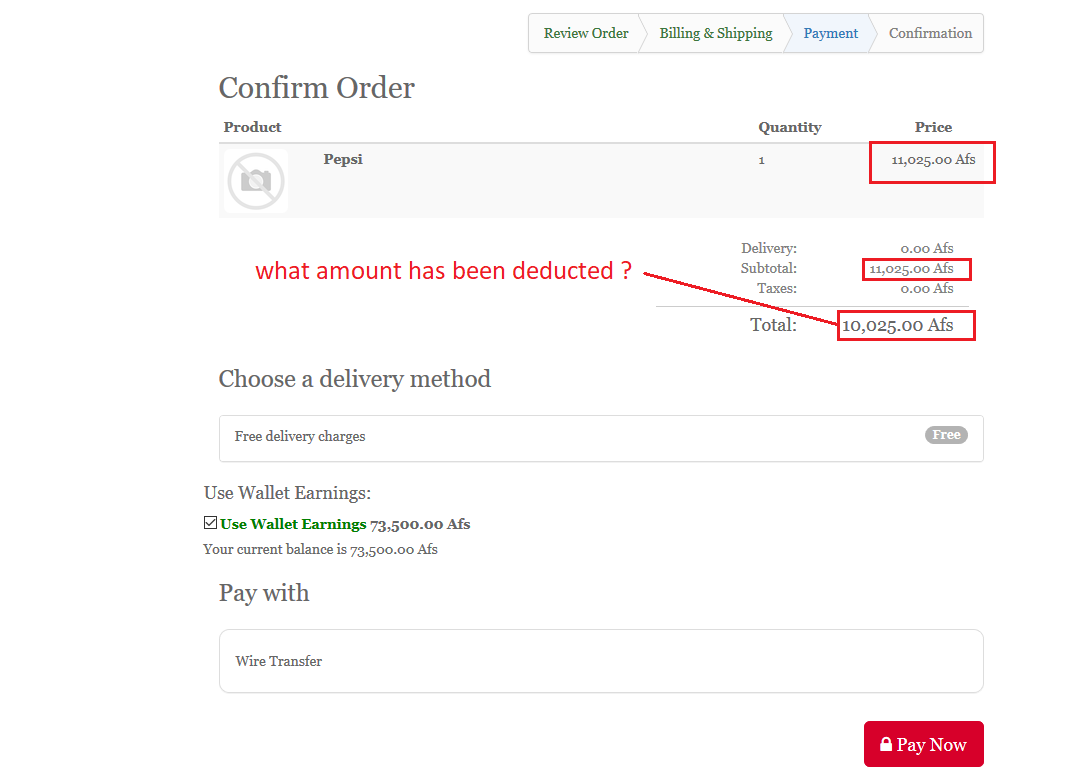 Review Order Billing & Shipping Payment Confirmation
Confirm Order
Product Quantity Price
Pepsi 1 11,025.00 Afs
Delivery: 0.00 Afs
what amount has been deducted ?
Subtotal: 11,025.00 Afs
Taxes: 0.00 Afs
Total: 10,025.00 Afs
Choose a delivery method
Free delivery charges Free
Use Wallet Earnings:
Use Wallet Earnings 73,500.00 Afs
Your current balance is 73,500.00 Afs
Pay with
Wire Transfer
Pay Now